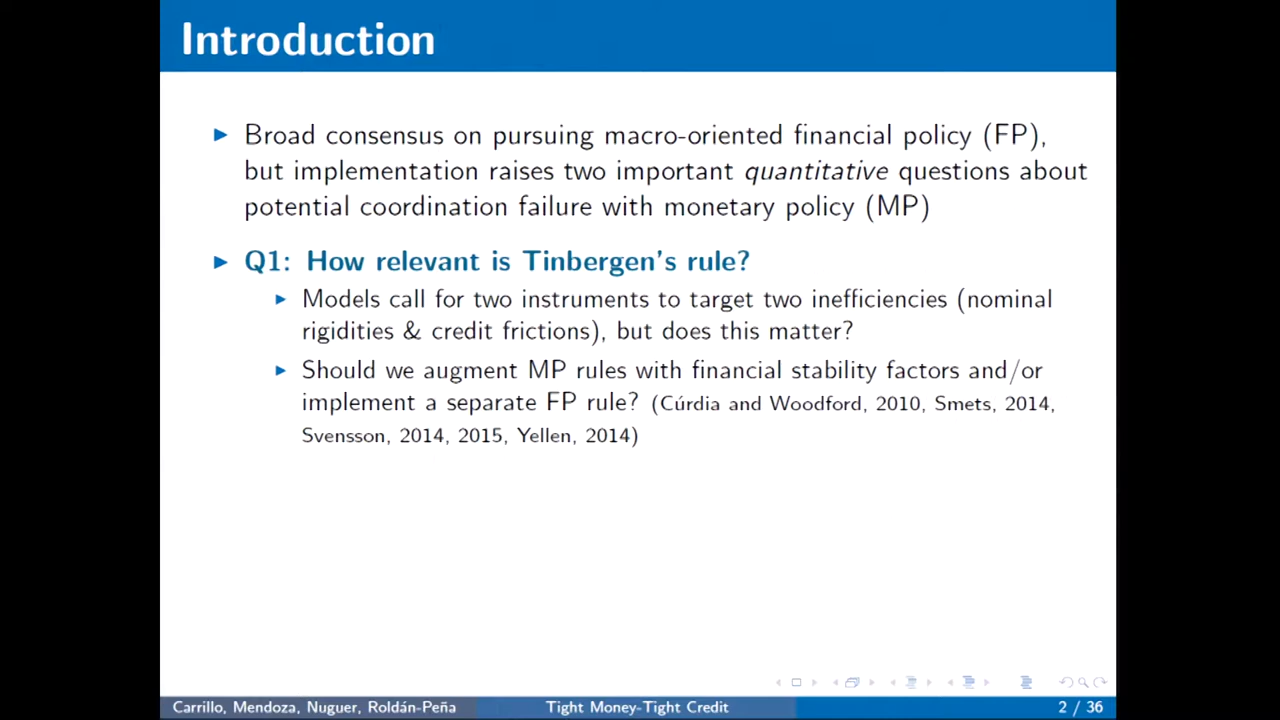 Introduction
Broad consensus on pursuing macro-oriented financial policy (FP),
but implementation raises two important quantitative questions about
potential coordination failure with monetary policy (MP)
Q1: How relevant is Tinbergen's rule?
Models call for two instruments to target two inefficiencies (nominal
rigidities & credit frictions), but does this matter?
Should we augment MP rules with financial stability factors and/or
implement a separate FP rule? (Cúrdia and Woodford, 2010, Smets, 2014,
Svensson, 2014, 2015, Yellen, 2014)
Carrillo, Mendoza, Nuguer, Roldán-Peña Tight Money-Tight Credit 2 / 36